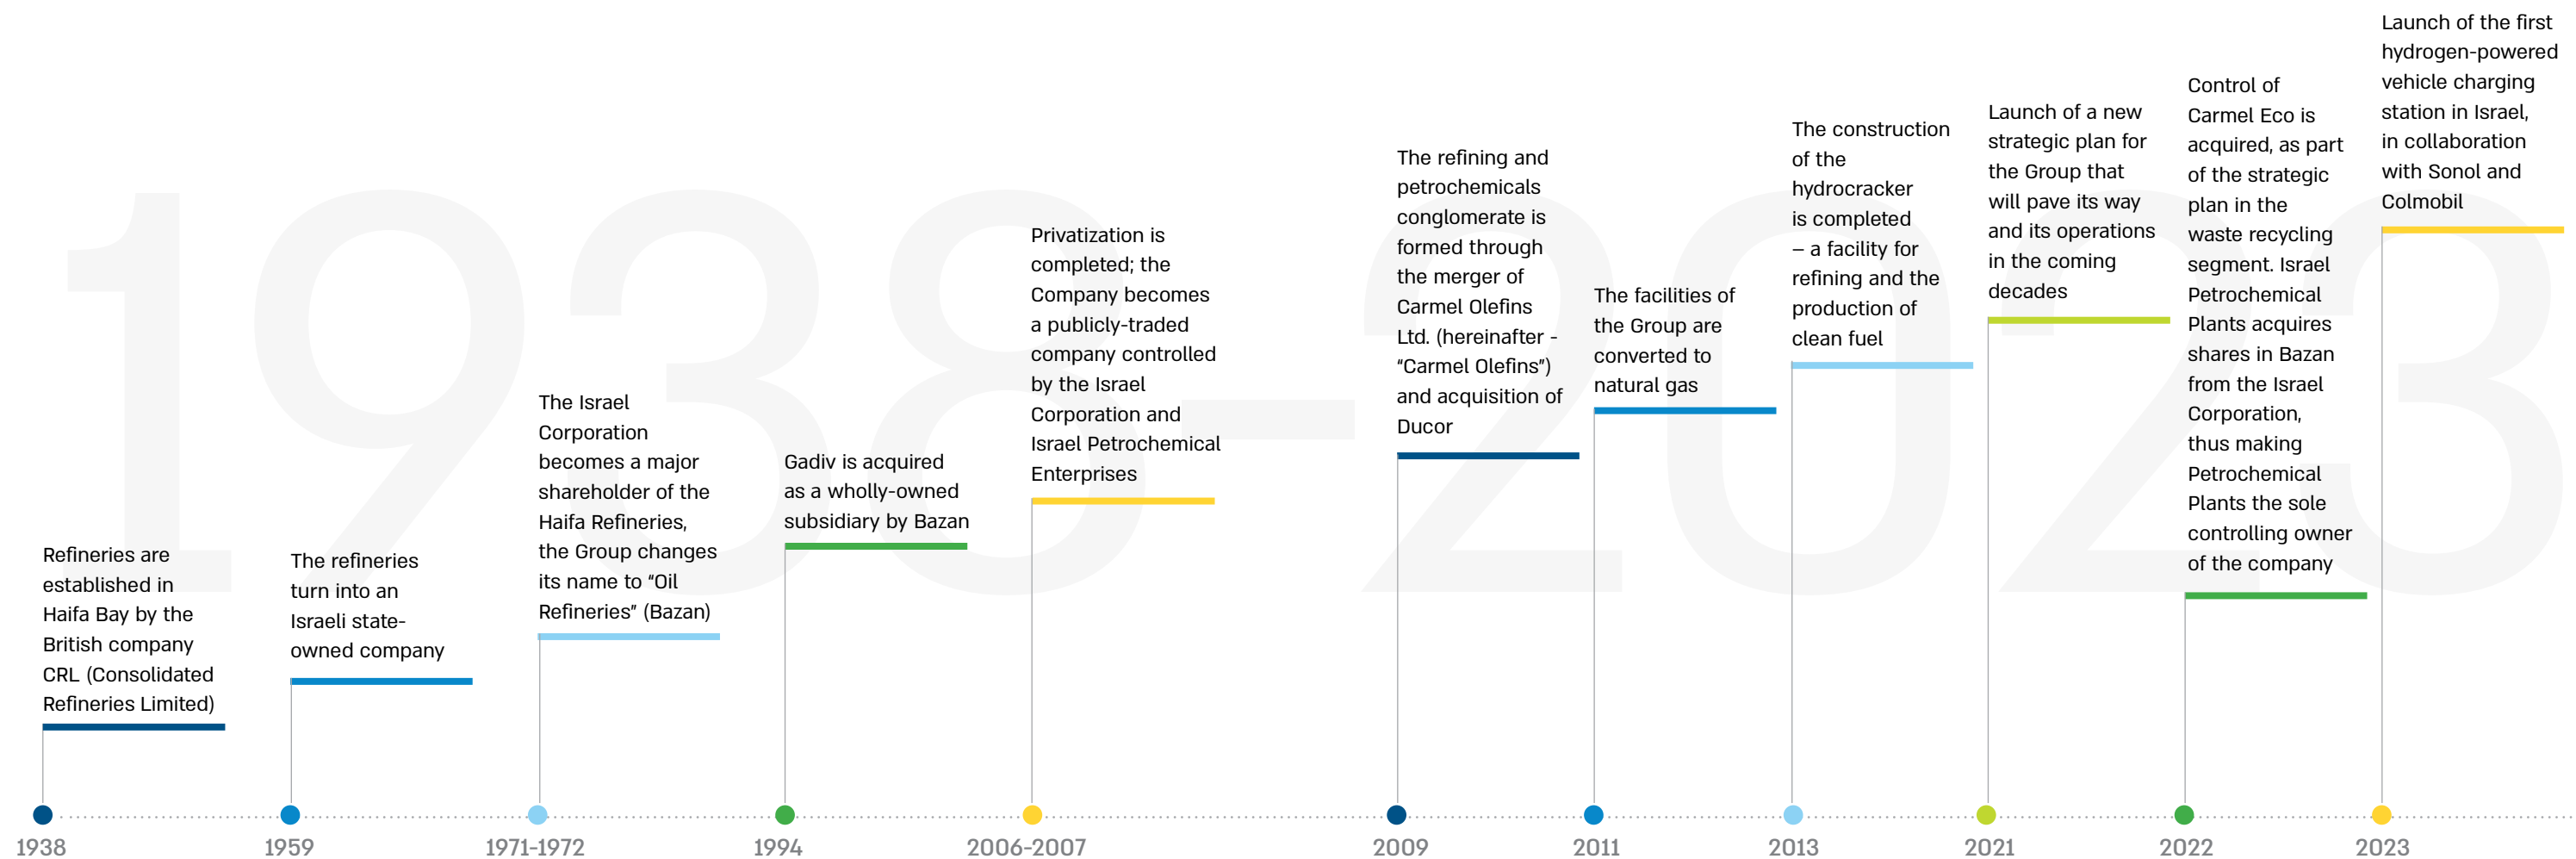 1938–2023
Refineries are
established in
Haifa Bay by the
British company
CRL (Consolidated
Refineries Limited)
1938
The refineries
turn into an
Israeli state-
owned company
1959
The Israel
Corporation
becomes a major
shareholder of the
Haifa Refineries,
the Group changes
its name to “Oil
Refineries” (Bazan)
1971-1972
Gadiv is acquired
as a wholly-owned
subsidiary by Bazan
1994
Privatization is
completed; the
Company becomes
a publicly-traded
company controlled
by the Israel
Corporation and
Israel Petrochemical
Enterprises
2006-2007
The refining and
petrochemicals
conglomerate is
formed through
the merger of
Carmel Olefins
Ltd. (hereinafter -
“Carmel Olefins”)
and acquisition of
Ducor
2009
The facilities of
the Group are
converted to
natural gas
2011
The construction
of the
hydrocracker
is completed
– a facility for
refining and the
production of
clean fuel
2013
Launch of a new
strategic plan for
the Group that
will pave its way
and its operations
in the coming
decades
2021
Control of
Carmel Eco is
acquired, as part
of the strategic
plan in the
waste recycling
segment. Israel
Petrochemical
Plants acquires
shares in Bazan
from the Israel
Corporation,
thus making
Petrochemical
Plants the sole
controlling owner
of the company
2022
Launch of the first
hydrogen-powered
vehicle charging
station in Israel,
in collaboration
with Sonol and
Colmobil
2023